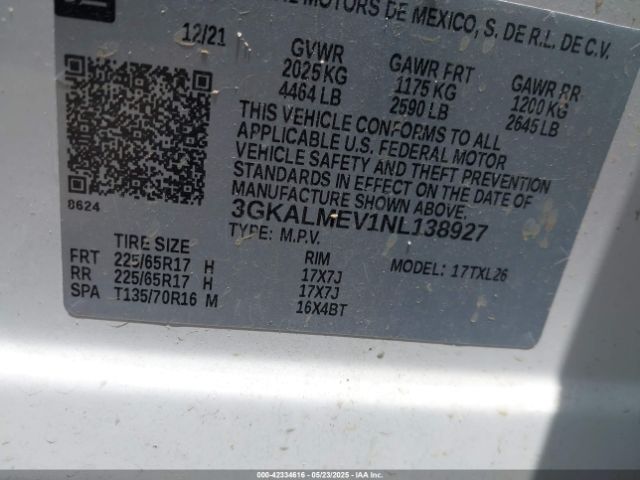 MOTORS DE MEXICO, S. DE R.L. DE C.V.
12/21
GVWR GAWR FRT GAWR RR
2025 KG 1175 KG 1200 KG
4464 LB 2590 LB 2645 LB
THIS VEHICLE CONFORMS TO ALL
APPLICABLE U.S. FEDERAL MOTOR
VEHICLE SAFETY AND THEFT PREVENTION
STANDARDS IN EFFECT ON THE DATE OF
MANUFACTURE SHOWN ABOVE.
8624
3GKALMEV1NL138927
TYPE: M.P.V.
TIRE SIZE RIM MODEL: 17TXL26
FRT 225/65R17 H 17X7J
RR 225/65R17 H 17X7J
SPA T135/70R16 M 16X4BT
000-42334616 - 05/23/2025 - IAA Inc.